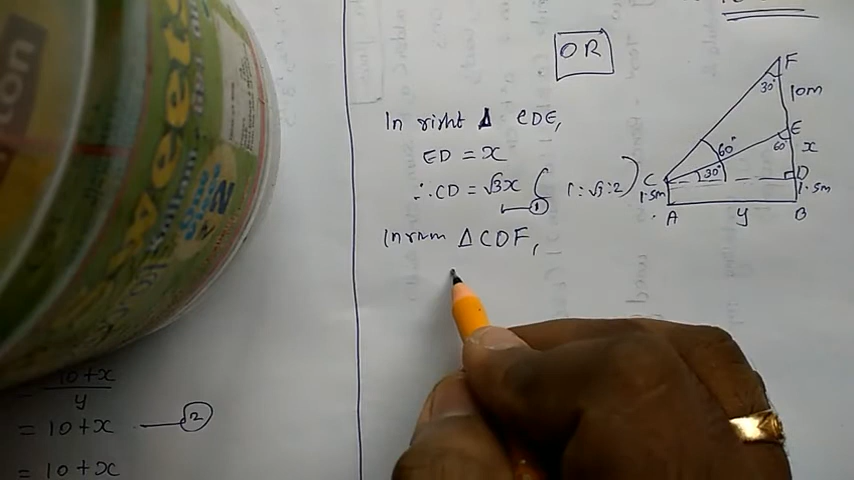 OR
In right Δ CDE,
ED = x
∴ CD = √3x ( 1 : √3 : 2 )
①
In Δ CDF,
F
30°
10m
E
60°
60°
x
C
30°
D
1.5m
1.5m
A
y
B
10+x
y
= 10+x ②
= 10+x